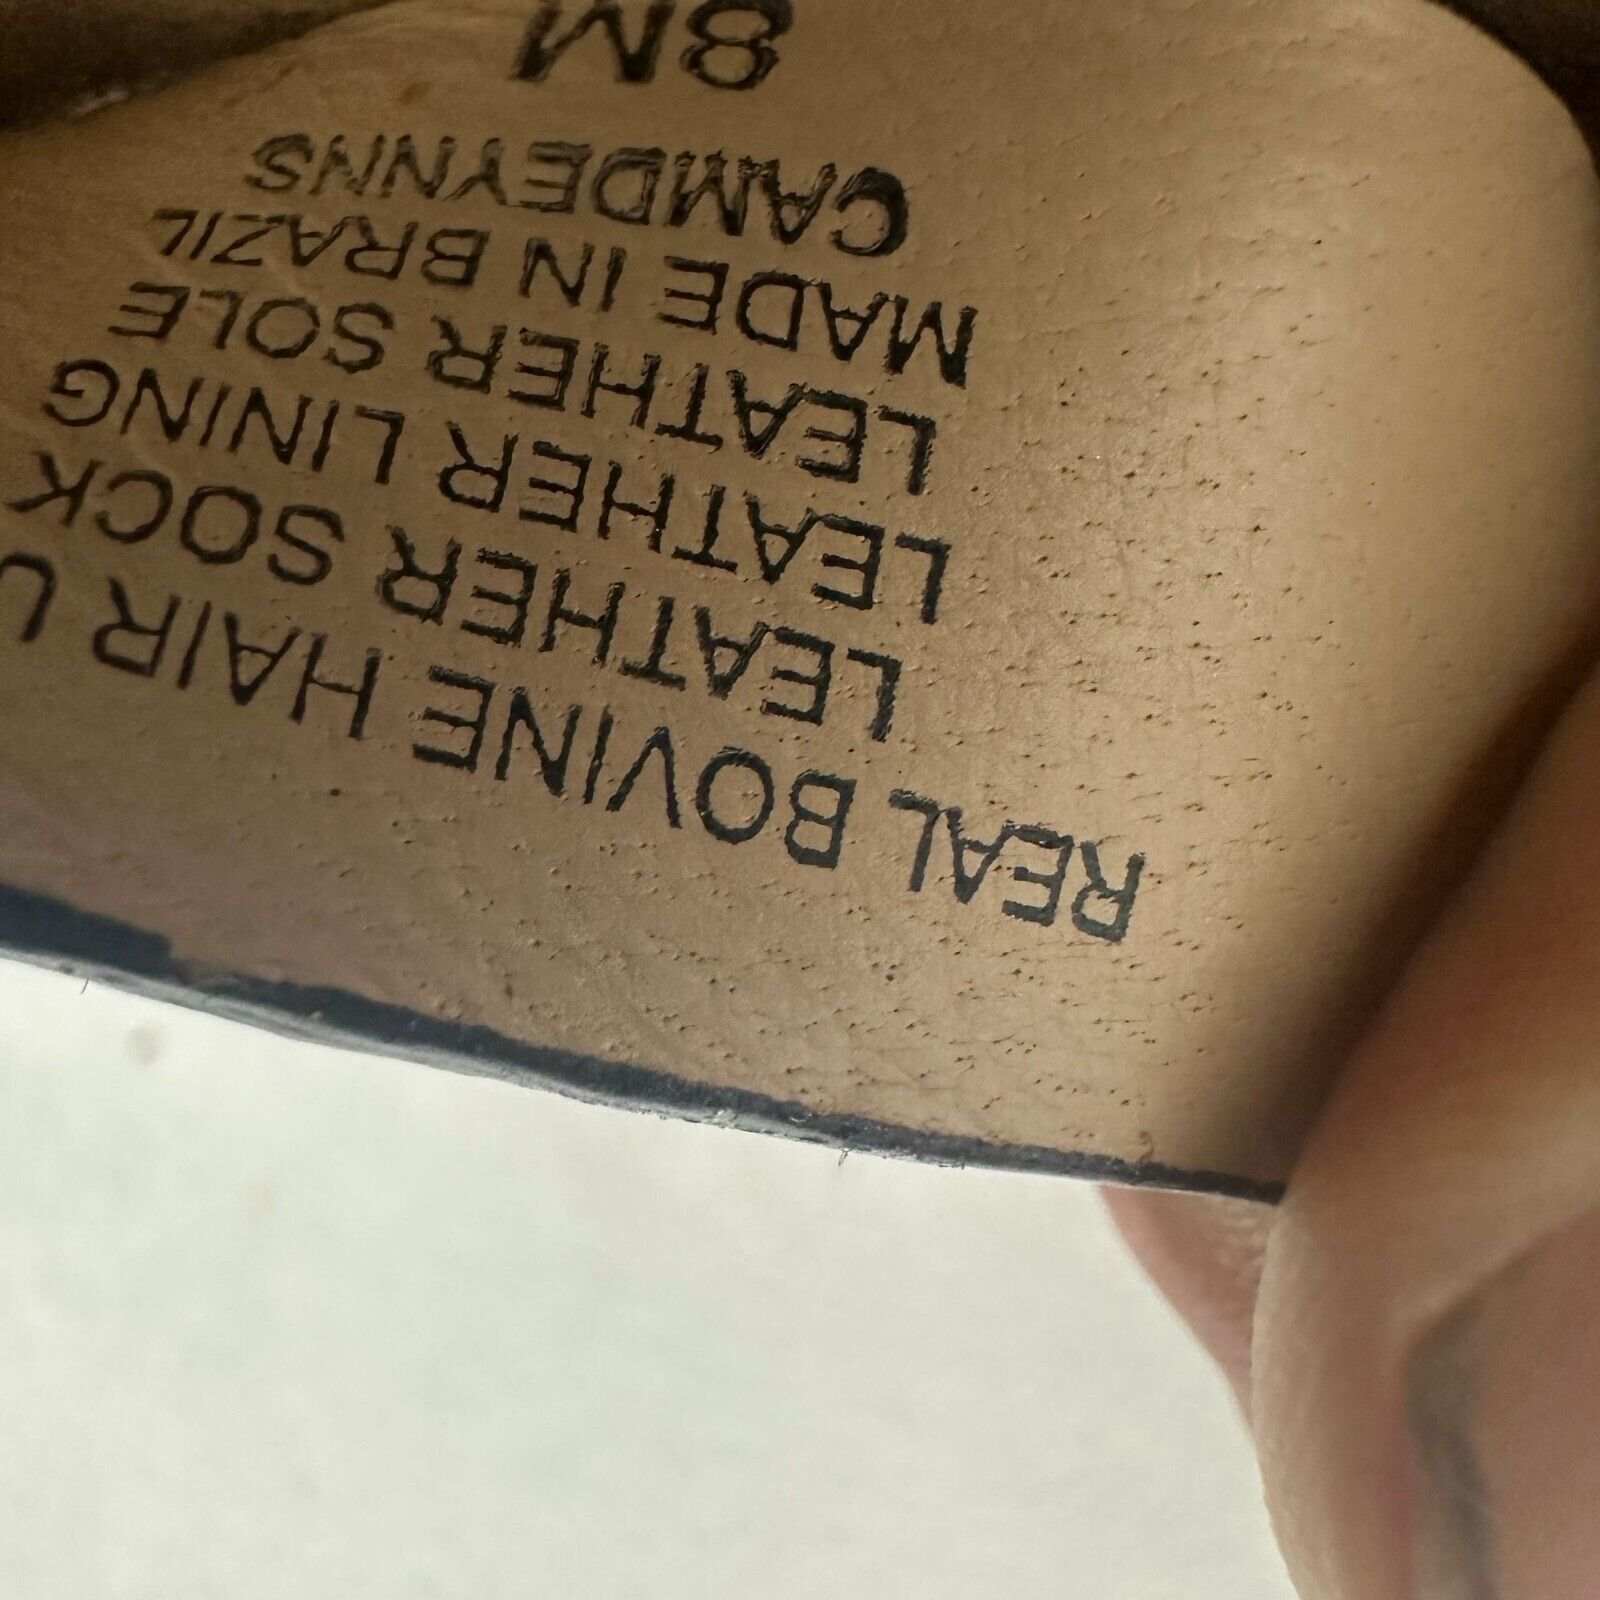 REAL BOVINE HAIR
LEATHER SOCK
LEATHER LINING
LEATHER SOLE
MADE IN BRAZIL
CAMDEYNNS
8M